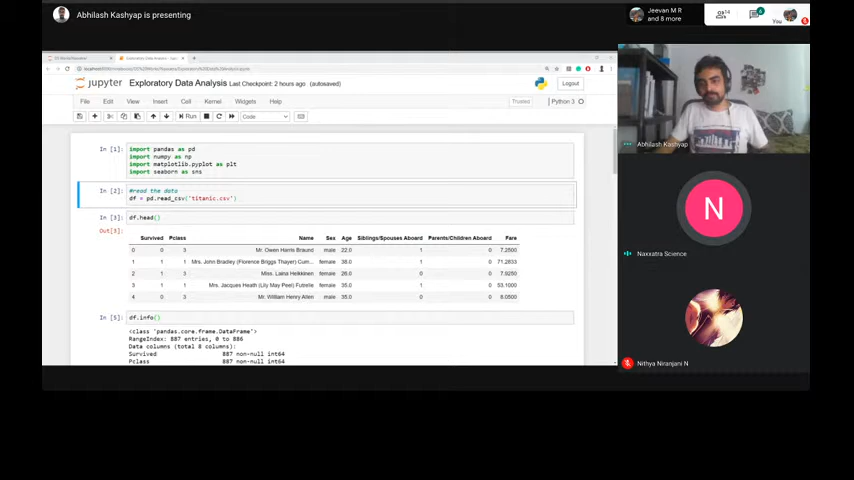 Abhilash Kashyap is presenting
Jeevan M R
and 8 more
14
6
You
jupyter Exploratory Data Analysis Last Checkpoint: 2 hours ago (autosaved)
Logout
File Edit View Insert Cell Kernel Widgets Help
Trusted Python 3
Run Code
In [1]: import pandas as pd
import numpy as np
import matplotlib.pyplot as plt
import seaborn as sns
In [2]: #read the data
df = pd.read_csv('titanic.csv')
In [3]: df.head()
Out[3]:
Survived Pclass Name Sex Age Siblings/Spouses Aboard Parents/Children Aboard Fare
0 0 3 Mr. Owen Harris Braund male 22.0 1 0 7.2500
1 1 1 Mrs. John Bradley (Florence Briggs Thayer) Cum... female 38.0 1 0 71.2833
2 1 3 Miss. Laina Heikkinen female 26.0 0 0 7.9250
3 1 1 Mrs. Jacques Heath (Lily May Peel) Futrelle female 35.0 1 0 53.1000
4 0 3 Mr. William Henry Allen male 35.0 0 0 8.0500
In [5]: df.info()
<class 'pandas.core.frame.DataFrame'>
RangeIndex: 887 entries, 0 to 886
Data columns (total 8 columns):
Survived 887 non-null int64
Pclass 887 non-null int64
Abhilash Kashyap
N
Naxxatra Science
Nithya Niranjani N